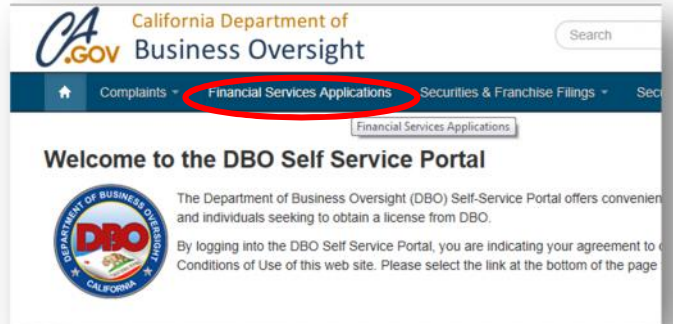 CA
.GOV
California Department of
Business Oversight
Search
Complaints
Financial Services Applications
Securities & Franchise Filings
Financial Services Applications
Welcome to the DBO Self Service Portal
DEPARTMENT OF BUSINESS OVERSIGHT
DBO
CALIFORNIA
The Department of Business Oversight (DBO) Self-Service Portal offers
and individuals seeking to obtain a license from DBO.
By logging into the DBO Self Service Portal, you are indicating your agreement to
Conditions of Use of this web site. Please select the link at the bottom of the page